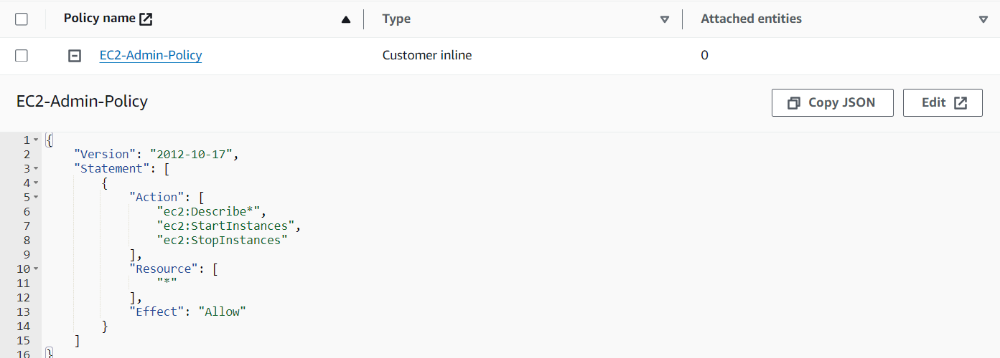 Policy name Type Attached entities
EC2-Admin-Policy Customer inline 0
EC2-Admin-Policy Copy JSON Edit
1 {
2 "Version": "2012-10-17",
3 "Statement": [
4 {
5 "Action": [
6 "ec2:Describe*",
7 "ec2:StartInstances",
8 "ec2:StopInstances"
9 ],
10 "Resource": [
11 "*"
12 ],
13 "Effect": "Allow"
14 }
15 ]
16 }